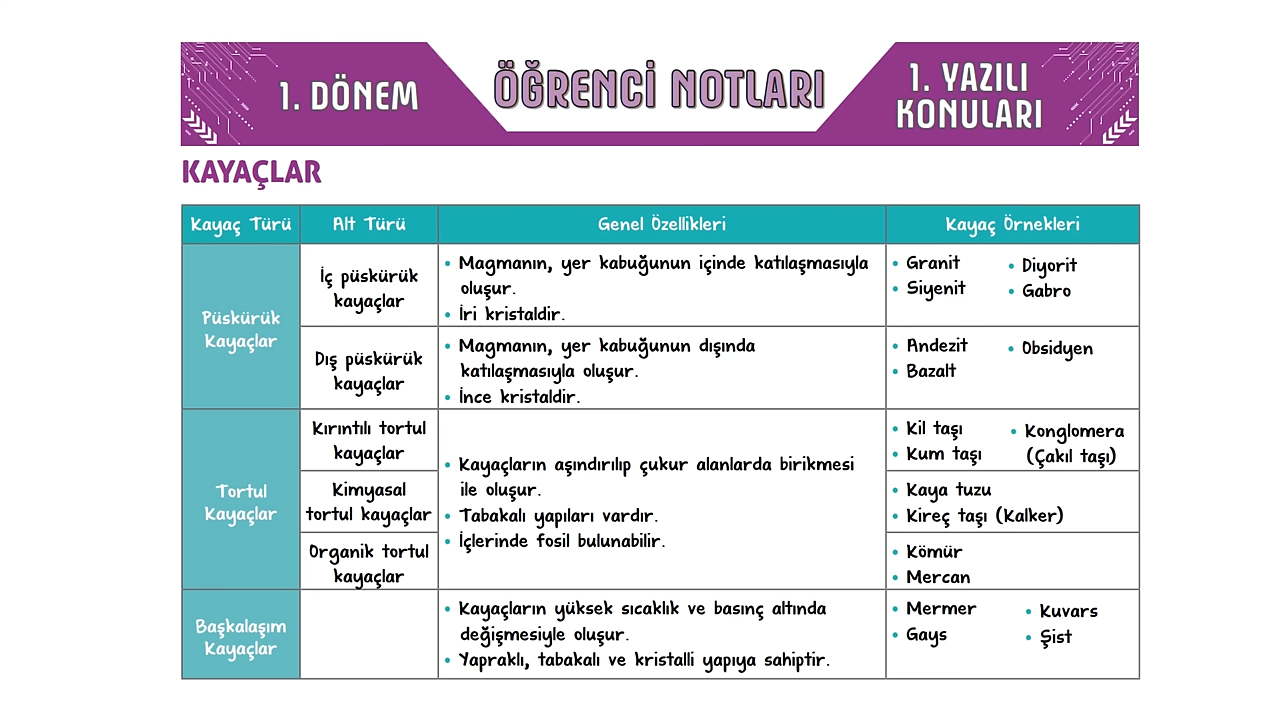 1. DÖNEM
ÖĞRENCİ NOTLARI
1. YAZILI
KONULARI
KAYAÇLAR
Kayaç Türü
Alt Türü
Genel Özellikleri
Kayaç Örnekleri
Püskürük
Kayaçlar
İç püskürük
kayaçlar
• Magmanın, yer kabuğunun içinde katılaşmasıyla
oluşur.
• İri kristaldir.
• Granit
• Siyenit
• Diyorit
• Gabro
Dış püskürük
kayaçlar
• Magmanın, yer kabuğunun dışında
katılaşmasıyla oluşur.
• İnce kristaldir.
• Andezit
• Bazalt
• Obsidyen
Tortul
Kayaçlar
Kırıntılı tortul
kayaçlar
• Kayaçların aşındırılıp çukur alanlarda birikmesi
ile oluşur.
• Tabakalı yapıları vardır.
• İçlerinde fosil bulunabilir.
• Kil taşı
• Kum taşı
• Konglomera
(Çakıl taşı)
Kimyasal
tortul kayaçlar
• Kaya tuzu
• Kireç taşı (Kalker)
Organik tortul
kayaçlar
• Kömür
• Mercan
Başkalaşım
Kayaçlar
• Kayaçların yüksek sıcaklık ve basınç altında
değişmesiyle oluşur.
• Yapraklı, tabakalı ve kristalli yapıya sahiptir.
• Mermer
• Gays
• Kuvars
• Şist